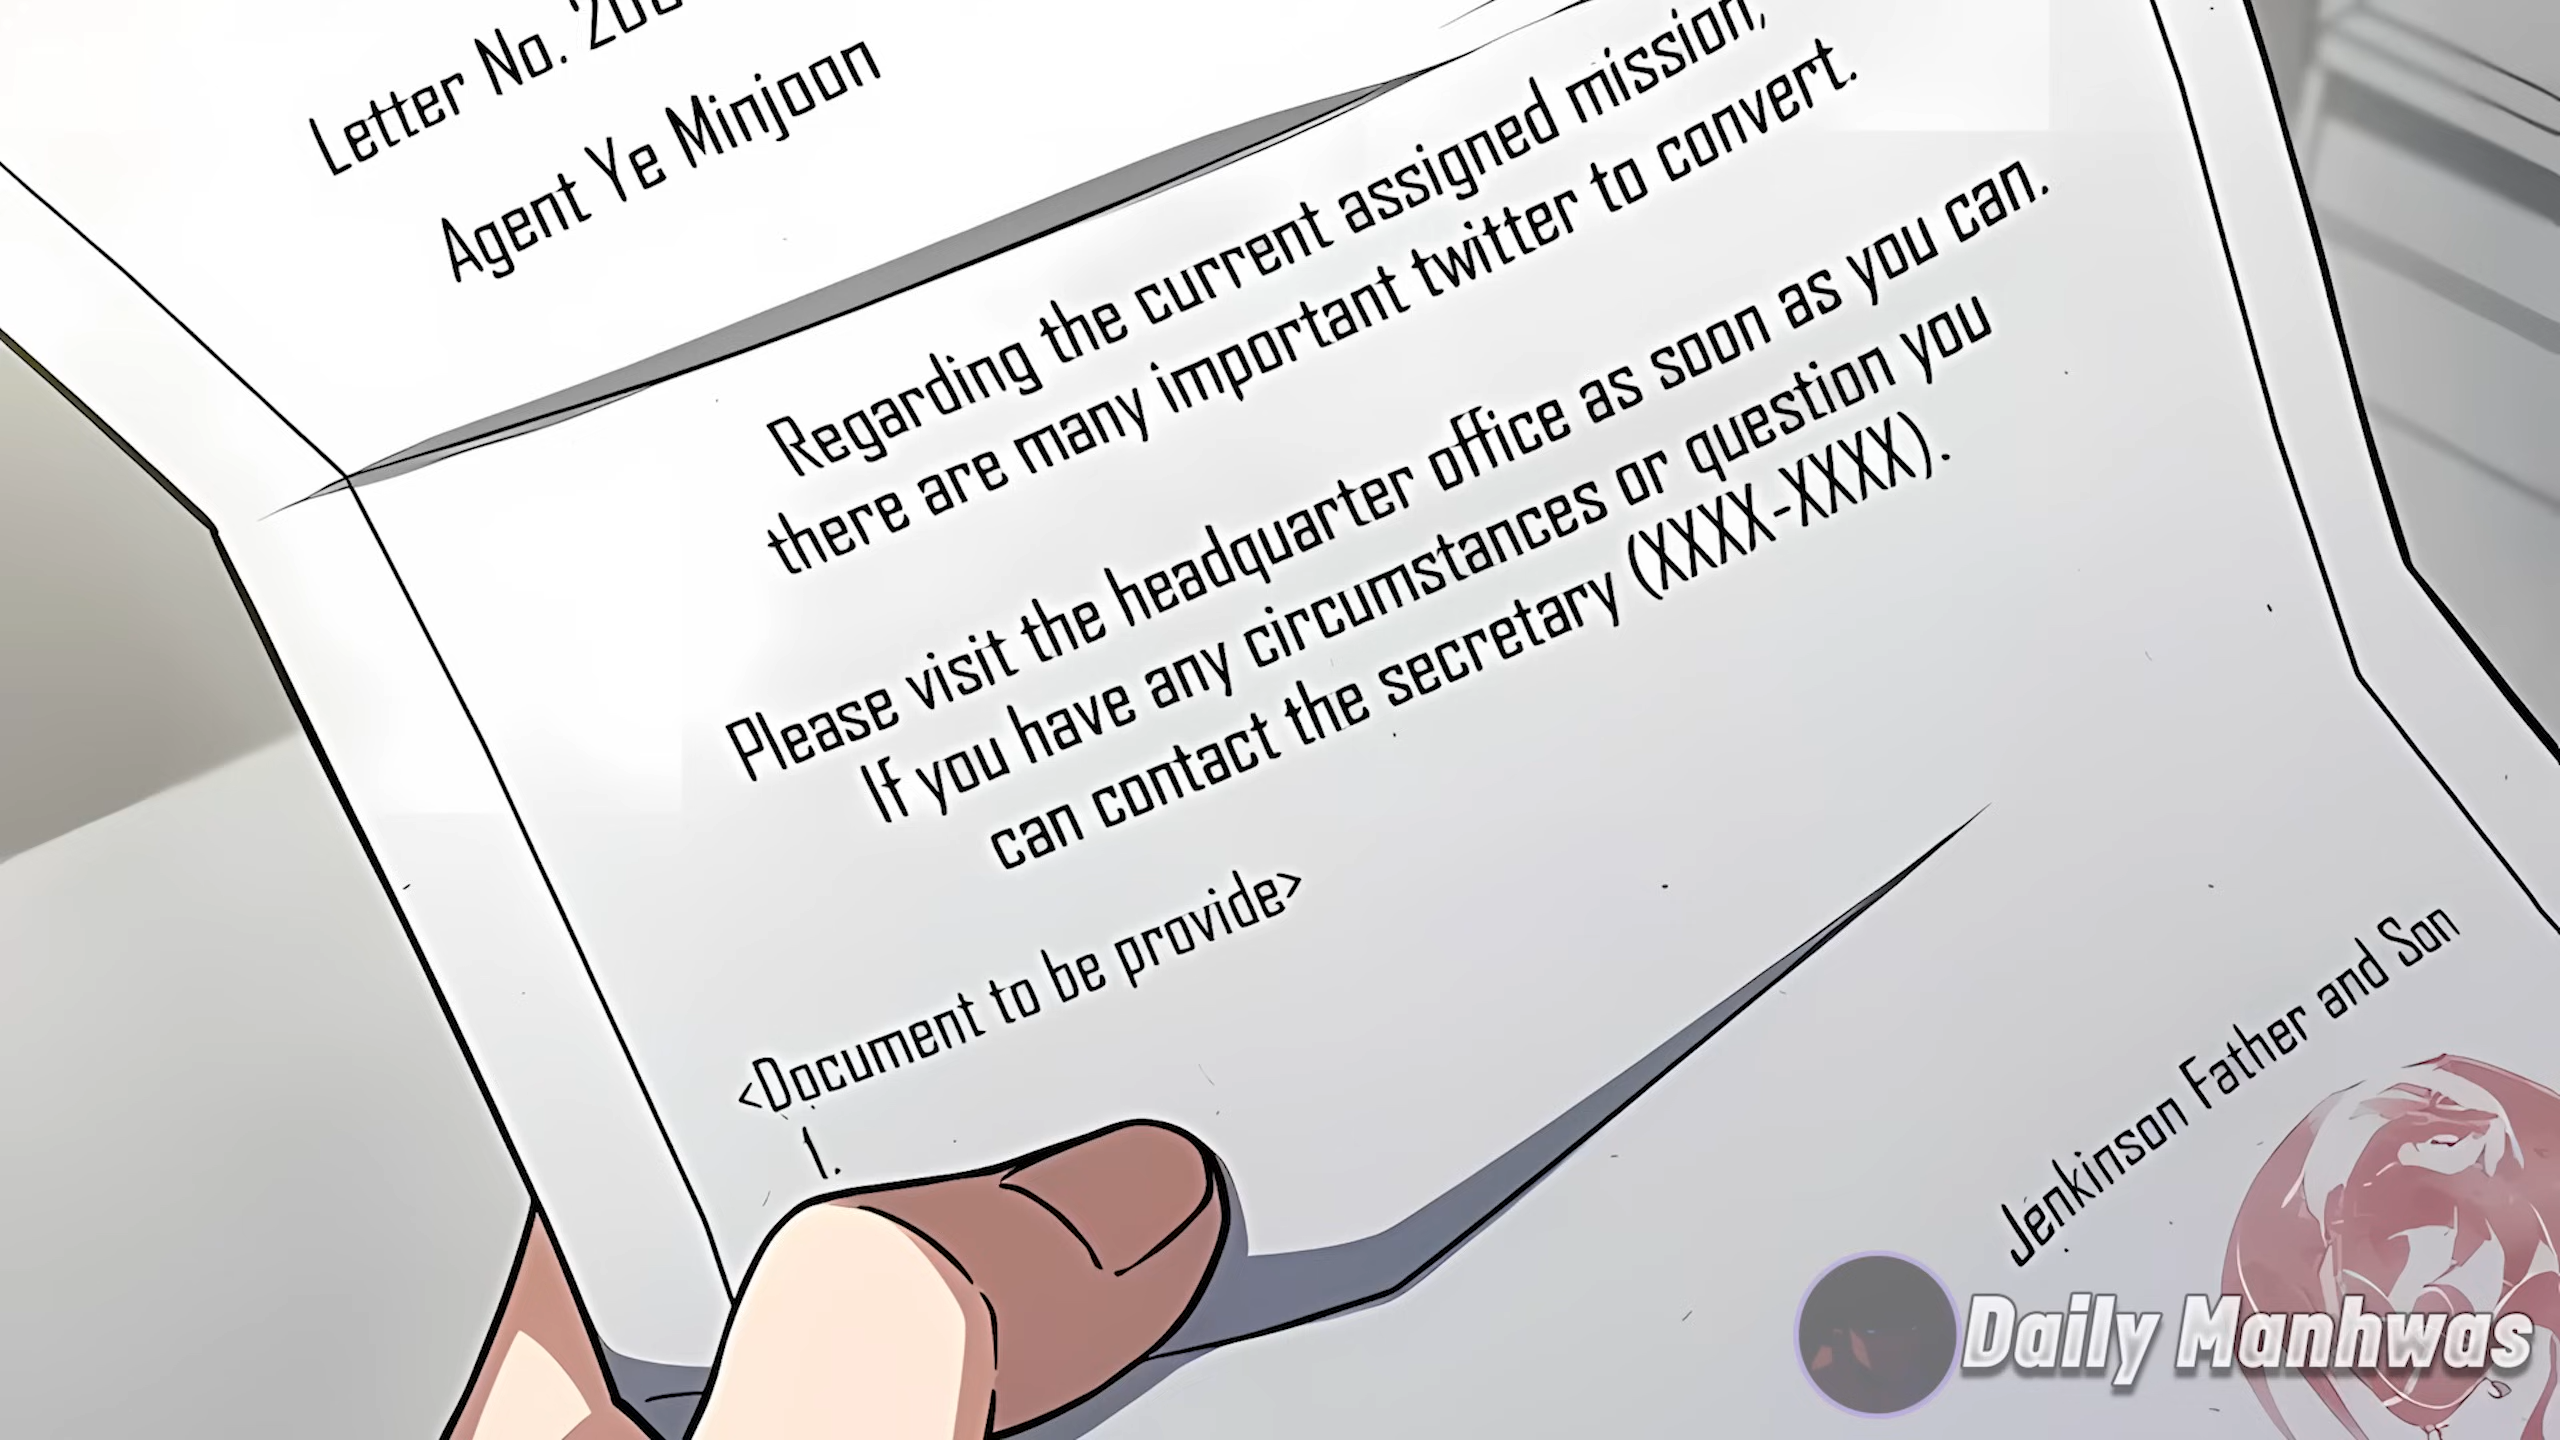 Letter No.
Agent Ye Minjoon
Regarding the current assigned mission,
there are many important twitter to convert.
Please visit the headquarter office as soon as you can.
If you have any circumstances or question you
can contact the secretary (XXXX-XXXX).
<Document to be provide>
1.
Jenkinson Father and Son
Daily Manhwas